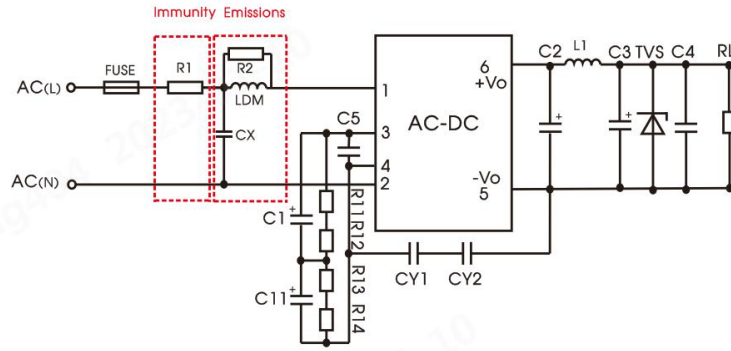 Immunity Emissions
FUSE
R1
R2
LDM
CX
AC(L)
AC(N)
C1
C11
C5
R11
R12
R13
R14
1
3
4
2
AC-DC
6
+Vo
-Vo
5
CY1
CY2
C2
L1
C3
TVS
C4
RL